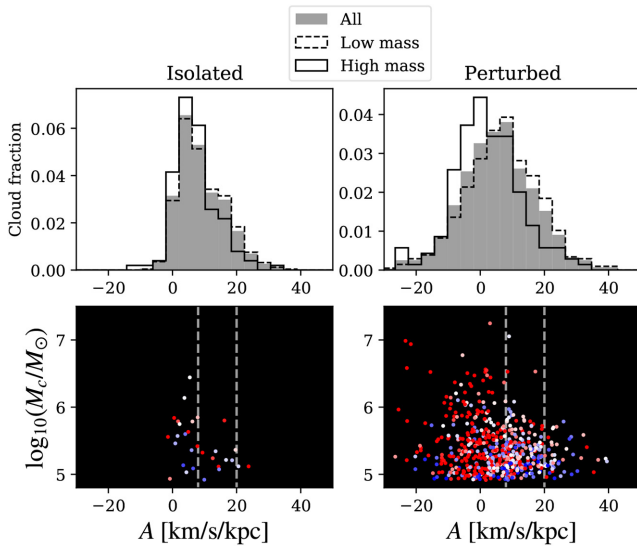 All
Low mass
High mass
Isolated
Perturbed
Cloud fraction
0.06
0.04
0.02
0.00
−20 0 20 40
0.04
0.03
0.02
0.01
0.00
−20 0 20 40
log₁₀(M_c/M_⊙)
7
6
5
−20 0 20 40
A [km/s/kpc]
7
6
5
−20 0 20 40
A [km/s/kpc]